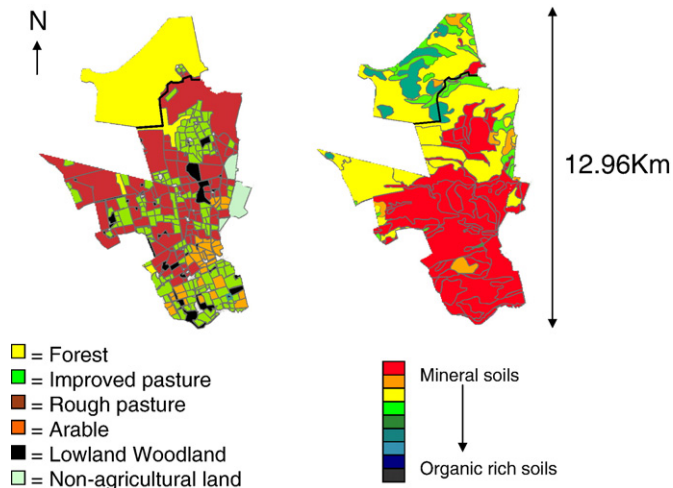 N
12.96Km
= Forest
= Improved pasture
= Rough pasture
= Arable
= Lowland Woodland
= Non-agricultural land
Mineral soils
Organic rich soils